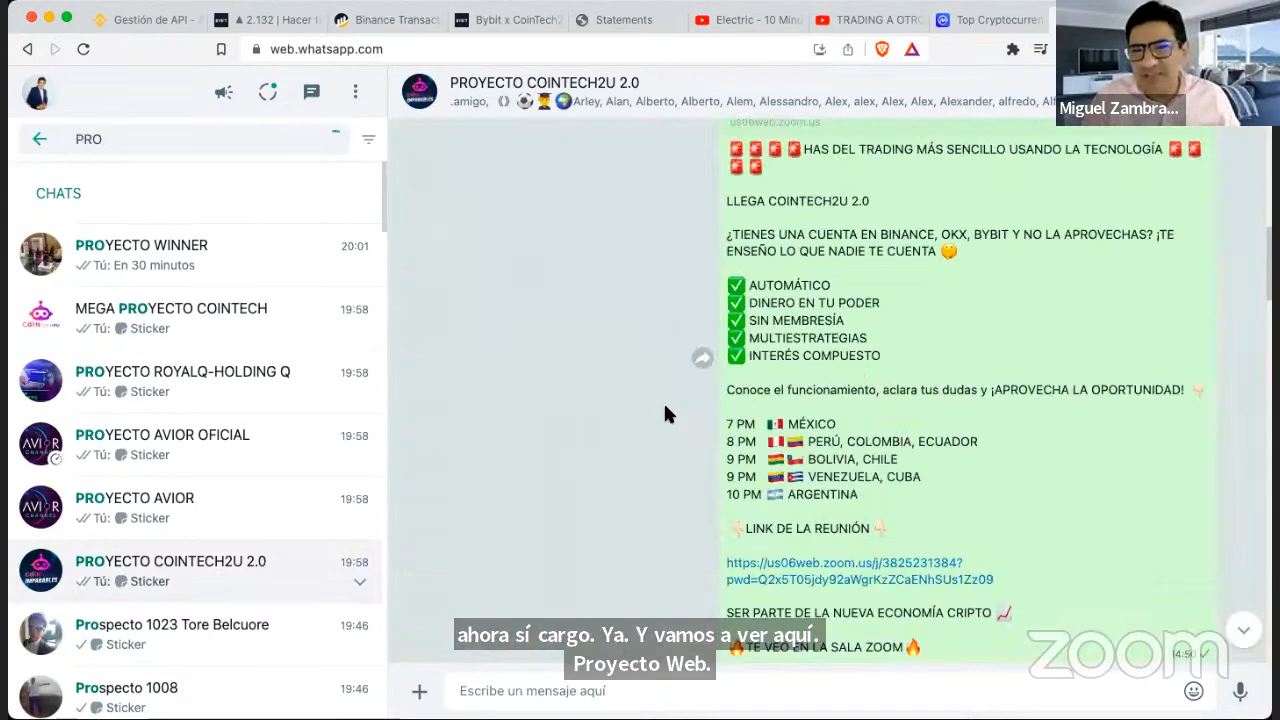 Gestión de API -
2.132 | Hacer t
Binance Transact
Bybit x CoinTech2
Statements
Electric - 10 Minu
TRADING A OTRO
Top Cryptocurren
web.whatsapp.com
PRO
CHATS
PROYECTO WINNER
20:01
Tú: En 30 minutos
MEGA PROYECTO COINTECH
19:58
Tú: Sticker
PROYECTO ROYALQ-HOLDING Q
19:58
Tú: Sticker
PROYECTO AVIOR OFICIAL
19:58
Tú: Sticker
PROYECTO AVIOR
19:58
Tú: Sticker
PROYECTO COINTECH2U 2.0
19:58
Tú: Sticker
Prospecto 1023 Tore Belcuore
19:46
Sticker
Prospecto 1008
19:46
Sticker
PROYECTO COINTECH2U 2.0
.amigo, Arley, Alan, Alberto, Alberto, Alem, Alessandro, Alex, alex, Alex, Alex, Alexander, alfredo,
Miguel Zambra...
us06web.zoom.us
🚨🚨🚨🚨HAS DEL TRADING MÁS SENCILLO USANDO LA TECNOLOGÍA 🚨🚨
🚨🚨
LLEGA COINTECH2U 2.0
¿TIENES UNA CUENTA EN BINANCE, OKX, BYBIT Y NO LA APROVECHAS? ¡TE
ENSEÑO LO QUE NADIE TE CUENTA 🤫
✅ AUTOMÁTICO
✅ DINERO EN TU PODER
✅ SIN MEMBRESÍA
✅ MULTIESTRATEGIAS
✅ INTERÉS COMPUESTO
Conoce el funcionamiento, aclara tus dudas y ¡APROVECHA LA OPORTUNIDAD! 👇🏻
7 PM 🇲🇽 MÉXICO
8 PM 🇵🇪🇨🇴 PERÚ, COLOMBIA, ECUADOR
9 PM 🇧🇴🇨🇱 BOLIVIA, CHILE
9 PM 🇻🇪🇨🇺 VENEZUELA, CUBA
10 PM 🇦🇷 ARGENTINA
👇🏻LINK DE LA REUNIÓN👇🏻
https://us06web.zoom.us/j/3825231384?
pwd=Q2x5T05jdy92aWgrKzZCaENhSUs1Zz09
SER PARTE DE LA NUEVA ECONOMÍA CRIPTO 📈
🔥TE VEO EN LA SALA ZOOM🔥
14:50
ahora sí cargo. Ya. Y vamos a ver aquí.
Proyecto Web.
zoom
Escribe un mensaje aquí